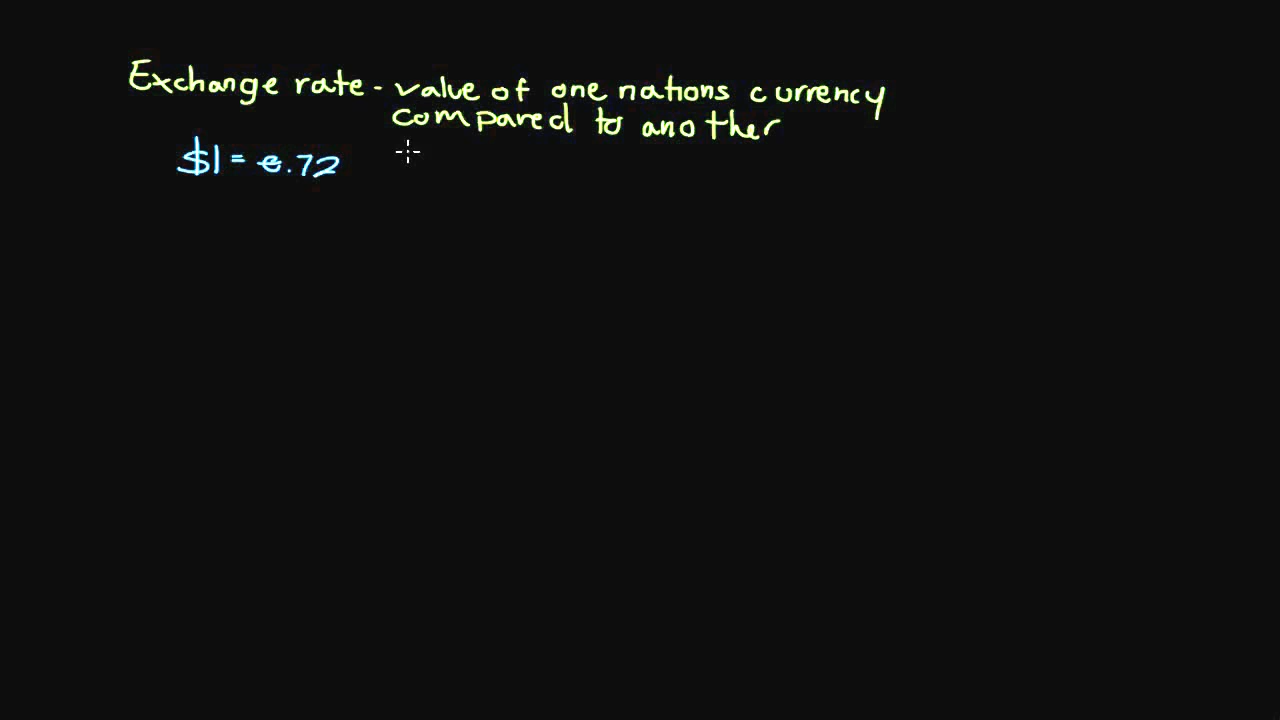 Exchange rate - value of one nations currency
compared to another
$1 = €.72